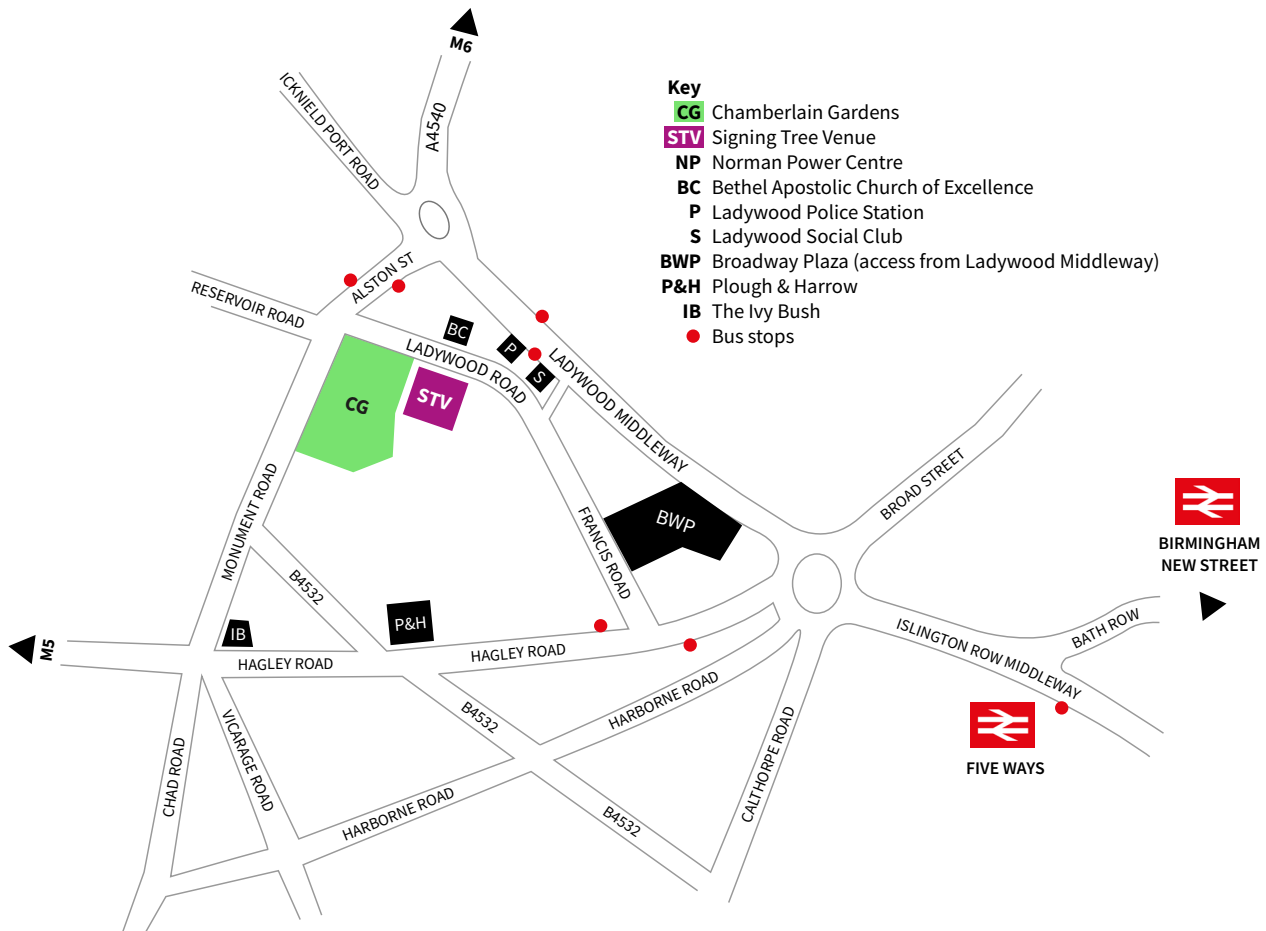 M6
ICKNIELD PORT ROAD
A4540
Key
CG Chamberlain Gardens
STV Signing Tree Venue
NP Norman Power Centre
BC Bethel Apostolic Church of Excellence
P Ladywood Police Station
S Ladywood Social Club
BWP Broadway Plaza (access from Ladywood Middleway)
P&H Plough & Harrow
IB The Ivy Bush
Bus stops
ALSTON ST
RESERVOIR ROAD
BC
P
S
LADYWOOD ROAD
LADYWOOD MIDDLEWAY
CG
STV
MONUMENT ROAD
BROAD STREET
FRANCIS ROAD
BWP
BIRMINGHAM
NEW STREET
B4532
IB
P&H
M5
HAGLEY ROAD
HAGLEY ROAD
ISLINGTON ROW MIDDLEWAY
BATH ROW
HARBORNE ROAD
B4532
VICARAGE ROAD
CHAD ROAD
CALTHORPE ROAD
FIVE WAYS
HARBORNE ROAD
B4532